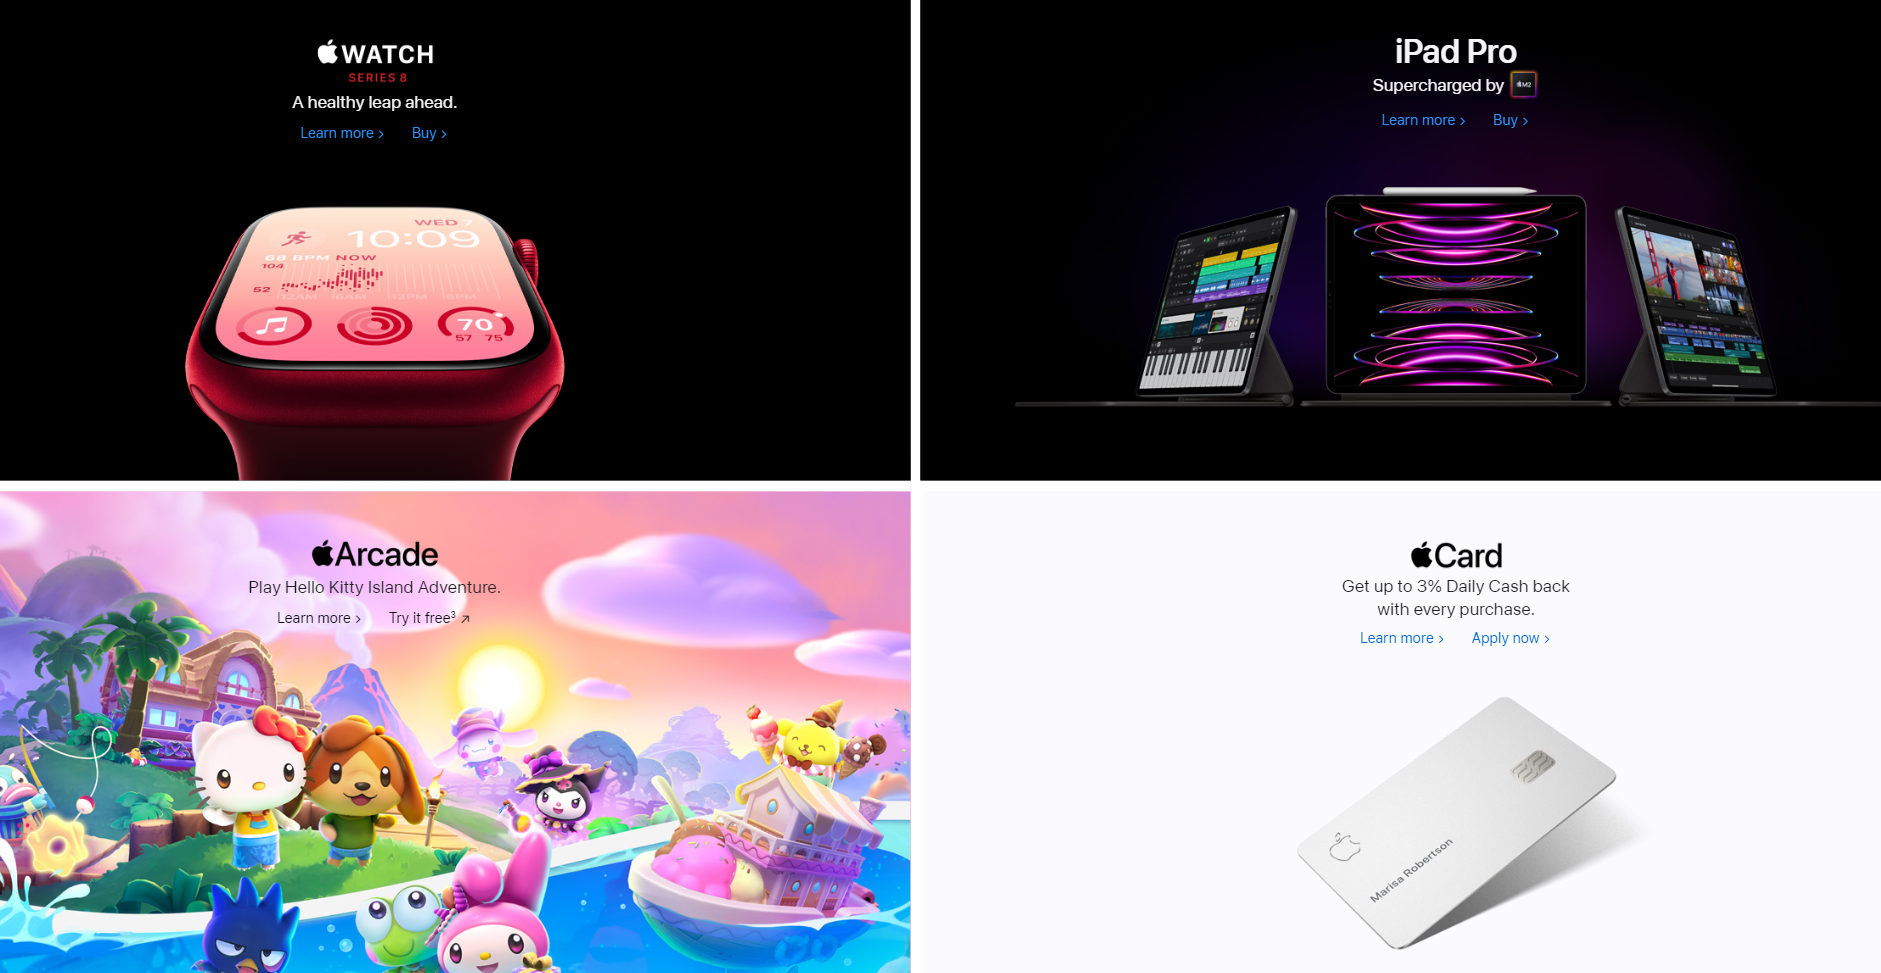 WATCH
SERIES 8
A healthy leap ahead.
Learn more > Buy >
WED 7
10:09
68 BPM NOW
104
52
12AM 6AM 12PM 6PM
70
57 75
iPad Pro
Supercharged by M2
Learn more > Buy >
Arcade
Play Hello Kitty Island Adventure.
Learn more > Try it free³ ↗
Card
Get up to 3% Daily Cash back
with every purchase.
Learn more > Apply now >
Marisa Robertson